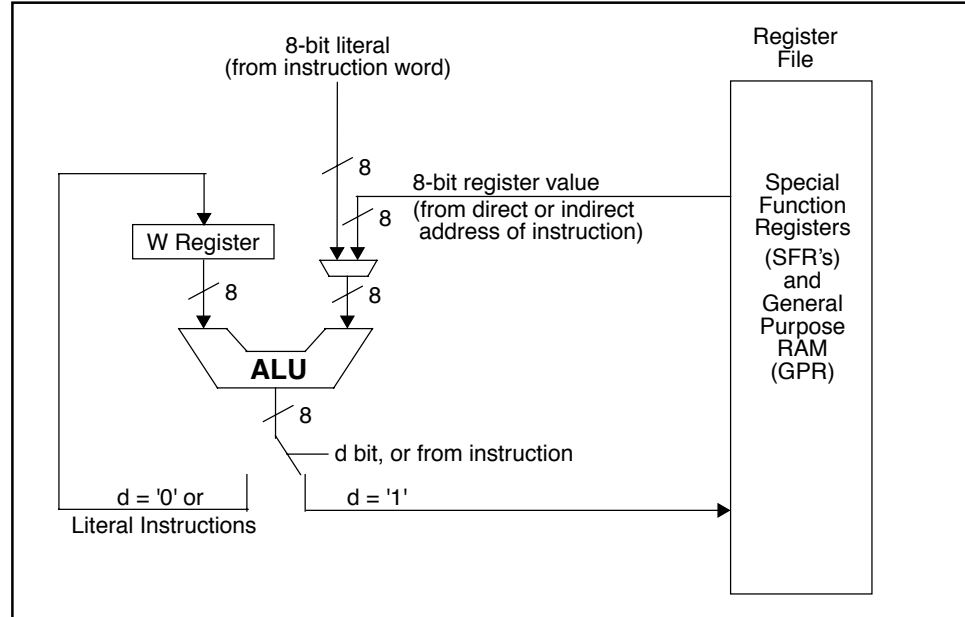 8-bit literal
(from instruction word)
Register
File
8
8-bit register value
8
(from direct or indirect
address of instruction)
Special
Function
Registers
(SFR's)
and
General
Purpose
RAM
(GPR)
W Register
8
8
ALU
8
d bit, or from instruction
d = '0' or
Literal Instructions
d = '1'